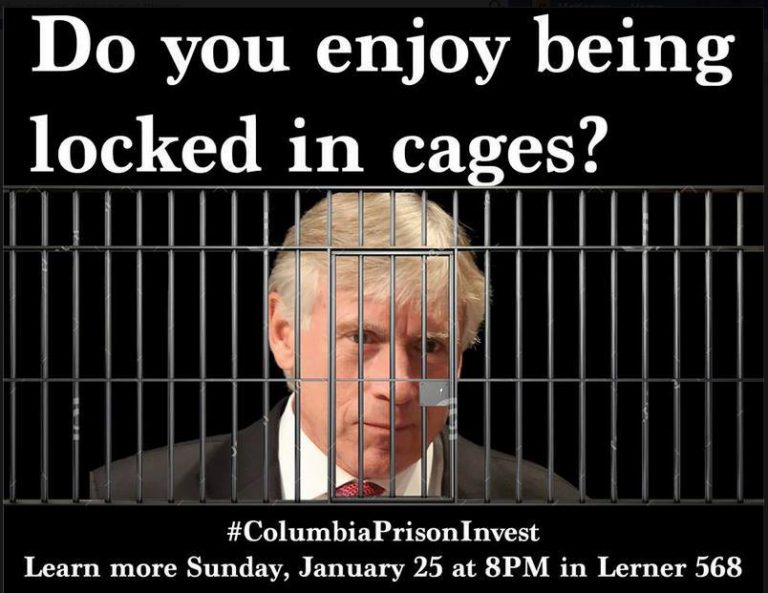 Do you enjoy being
locked in cages?
#ColumbiaPrisonInvest
Learn more Sunday, January 25 at 8PM in Lerner 568